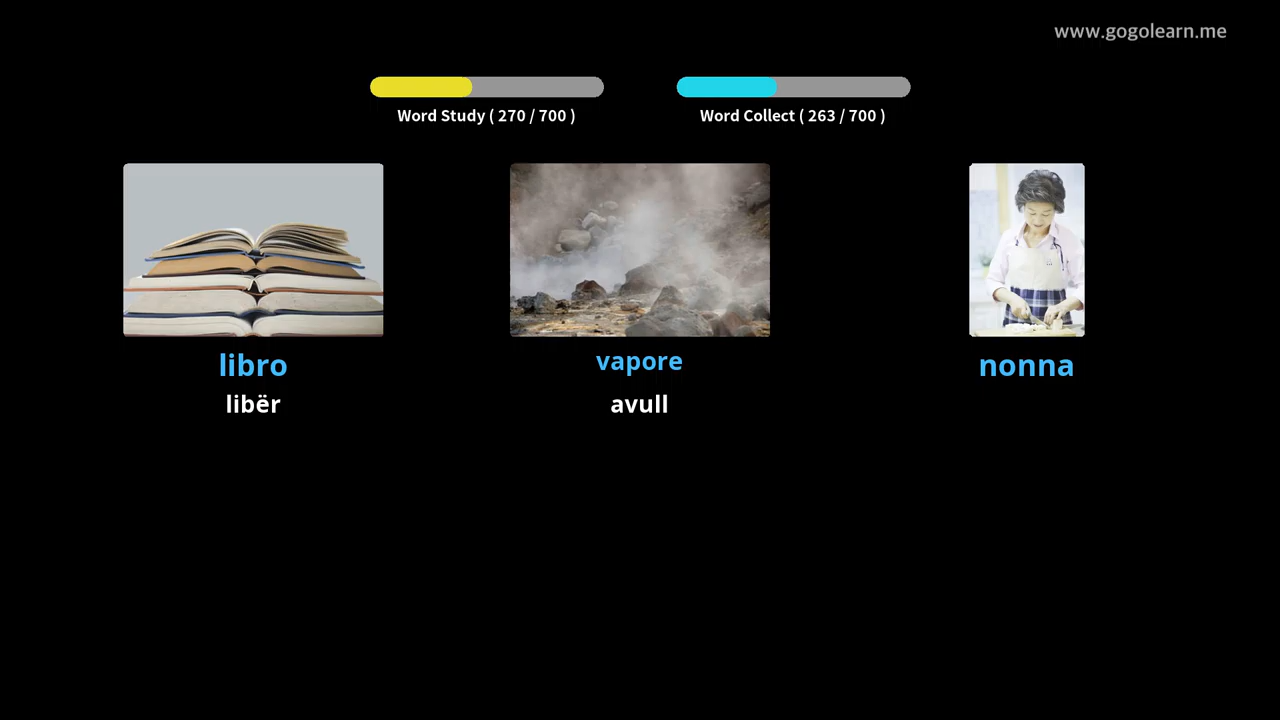 www.gogolearn.me
Word Study ( 270 / 700 )
Word Collect ( 263 / 700 )
libro
vapore
nonna
libër
avull